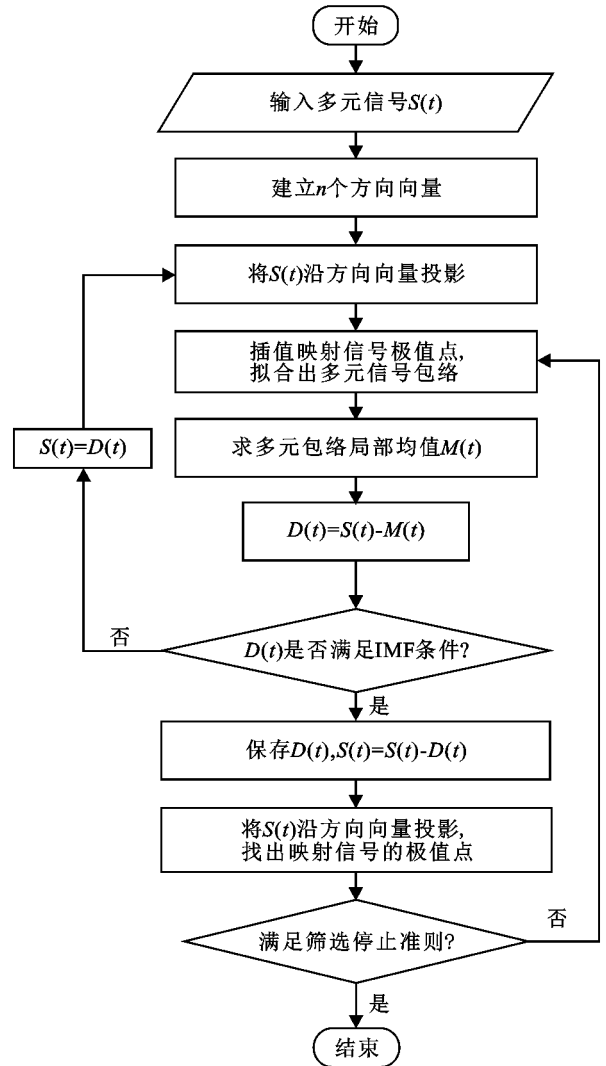 开始
输入多元信号S(t)
建立n个方向向量
将S(t)沿方向向量投影
插值映射信号极值点,
拟合出多元信号包络
S(t)=D(t)
求多元包络局部均值M(t)
D(t)=S(t)-M(t)
否
D(t)是否满足IMF条件?
是
保存D(t),S(t)=S(t)-D(t)
将S(t)沿方向向量投影,
找出映射信号的极值点
否
满足筛选停止准则?
是
结束